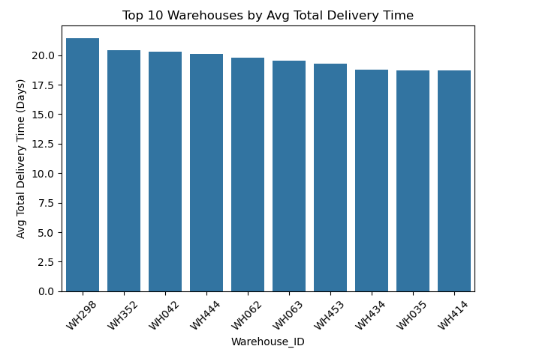 Top 10 Warehouses by Avg Total Delivery Time
Avg Total Delivery Time (Days)
20.0
17.5
15.0
12.5
10.0
7.5
5.0
2.5
0.0
WH298
WH352
WH042
WH444
WH062
WH063
WH453
WH434
WH035
WH414
Warehouse_ID